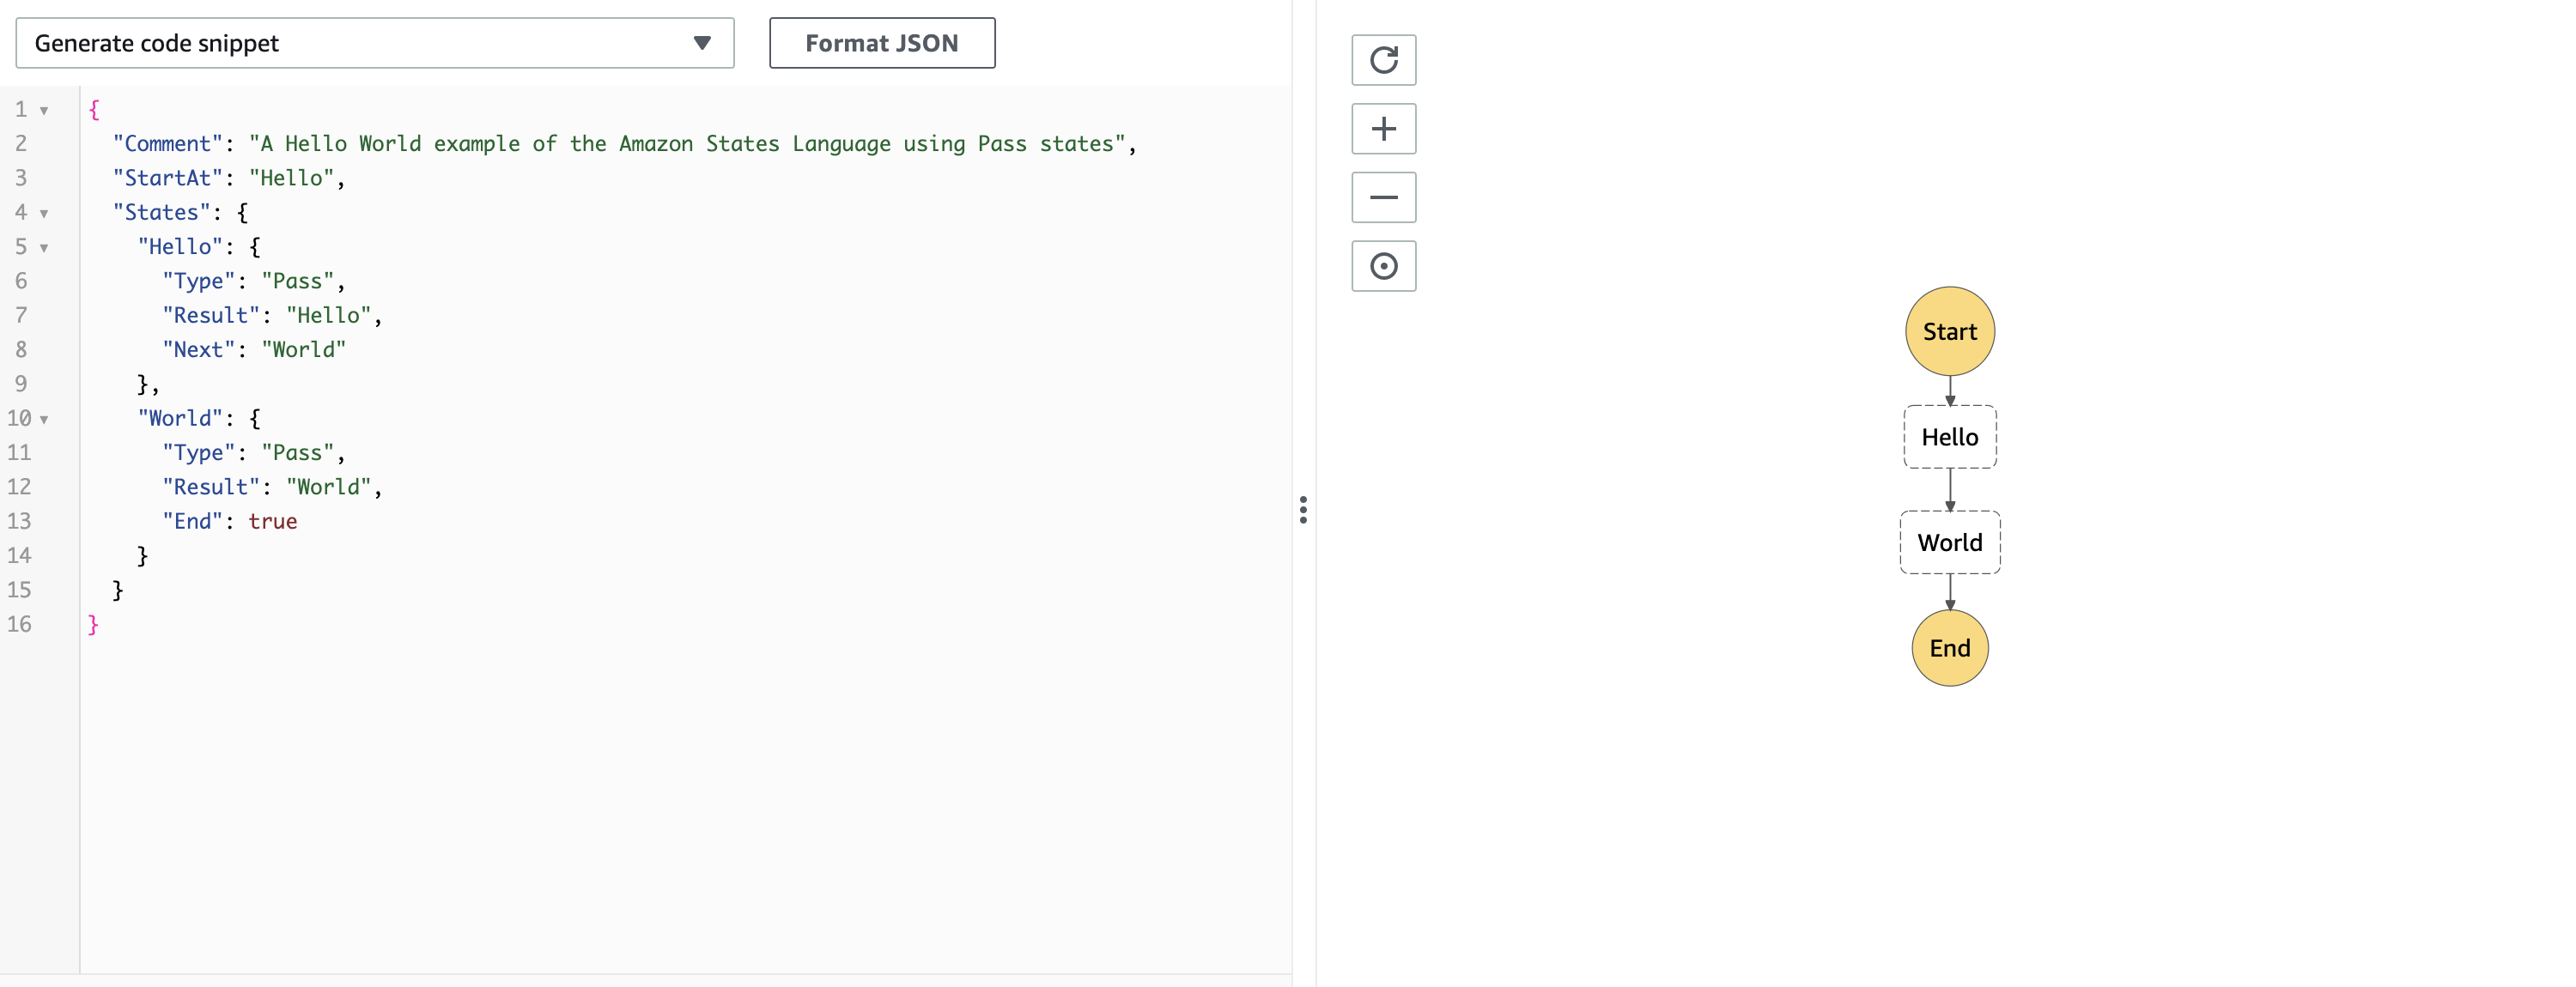 Generate code snippet
Format JSON
1 {
2 "Comment": "A Hello World example of the Amazon States Language using Pass states",
3 "StartAt": "Hello",
4 "States": {
5 "Hello": {
6 "Type": "Pass",
7 "Result": "Hello",
8 "Next": "World"
9 },
10 "World": {
11 "Type": "Pass",
12 "Result": "World",
13 "End": true
14 }
15 }
16 }
Start
Hello
World
End